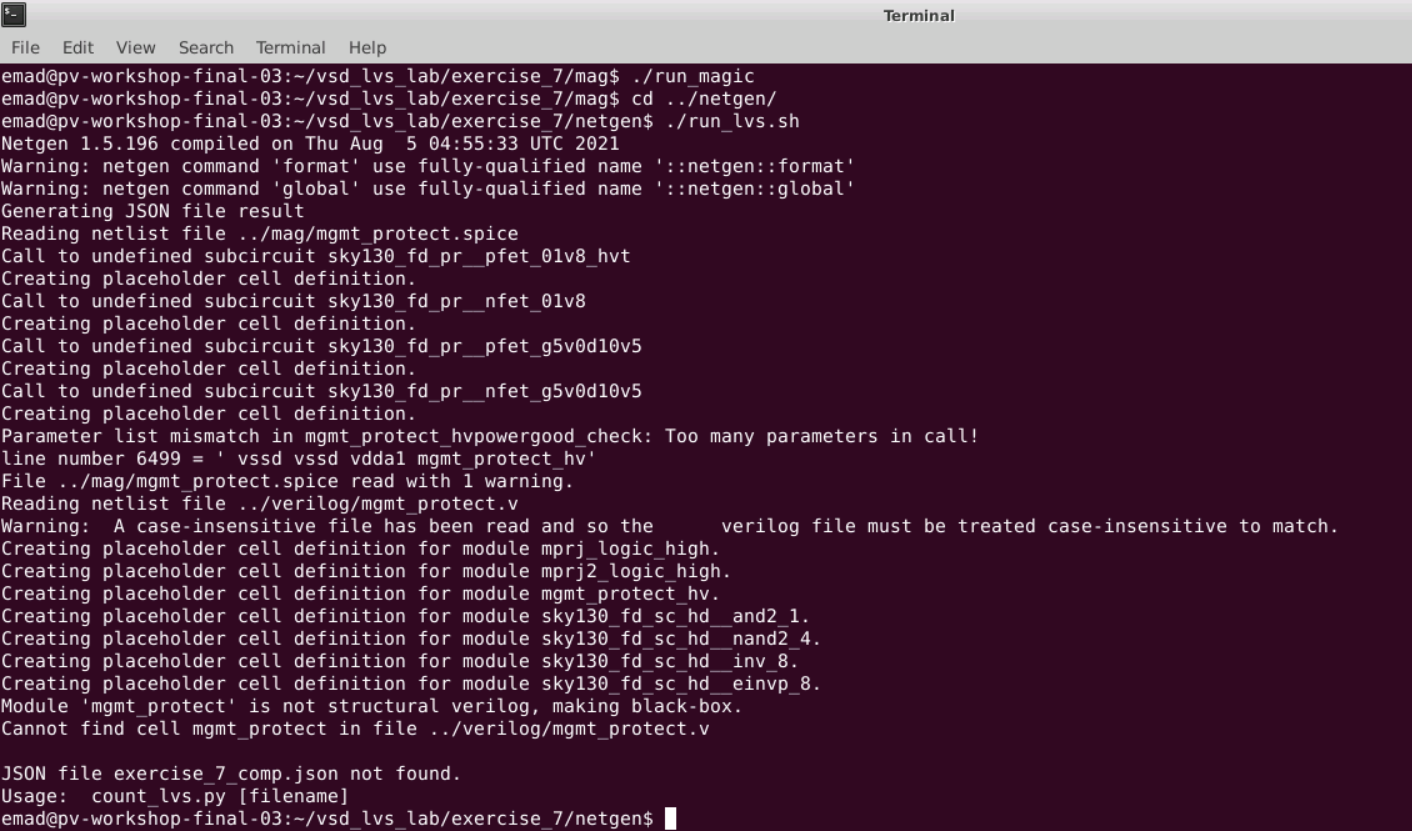 Terminal
File Edit View Search Terminal Help
emad@pv-workshop-final-03:~/vsd_lvs_lab/exercise_7/mag$ ./run_magic
emad@pv-workshop-final-03:~/vsd_lvs_lab/exercise_7/mag$ cd ../netgen/
emad@pv-workshop-final-03:~/vsd_lvs_lab/exercise_7/netgen$ ./run_lvs.sh
Netgen 1.5.196 compiled on Thu Aug  5 04:55:33 UTC 2021
Warning: netgen command 'format' use fully-qualified name '::netgen::format'
Warning: netgen command 'global' use fully-qualified name '::netgen::global'
Generating JSON file result
Reading netlist file ../mag/mgmt_protect.spice
Call to undefined subcircuit sky130_fd_pr__pfet_01v8_hvt
Creating placeholder cell definition.
Call to undefined subcircuit sky130_fd_pr__nfet_01v8
Creating placeholder cell definition.
Call to undefined subcircuit sky130_fd_pr__pfet_g5v0d10v5
Creating placeholder cell definition.
Call to undefined subcircuit sky130_fd_pr__nfet_g5v0d10v5
Creating placeholder cell definition.
Parameter list mismatch in mgmt_protect_hvpowergood_check: Too many parameters in call!
line number 6499 = ' vssd vssd vdda1 mgmt_protect_hv'
File ../mag/mgmt_protect.spice read with 1 warning.
Reading netlist file ../verilog/mgmt_protect.v
Warning:  A case-insensitive file has been read and so the      verilog file must be treated case-insensitive to match.
Creating placeholder cell definition for module mprj_logic_high.
Creating placeholder cell definition for module mprj2_logic_high.
Creating placeholder cell definition for module mgmt_protect_hv.
Creating placeholder cell definition for module sky130_fd_sc_hd__and2_1.
Creating placeholder cell definition for module sky130_fd_sc_hd__nand2_4.
Creating placeholder cell definition for module sky130_fd_sc_hd__inv_8.
Creating placeholder cell definition for module sky130_fd_sc_hd__einvp_8.
Module 'mgmt_protect' is not structural verilog, making black-box.
Cannot find cell mgmt_protect in file ../verilog/mgmt_protect.v
JSON file exercise_7_comp.json not found.
Usage:  count_lvs.py [filename]
emad@pv-workshop-final-03:~/vsd_lvs_lab/exercise_7/netgen$